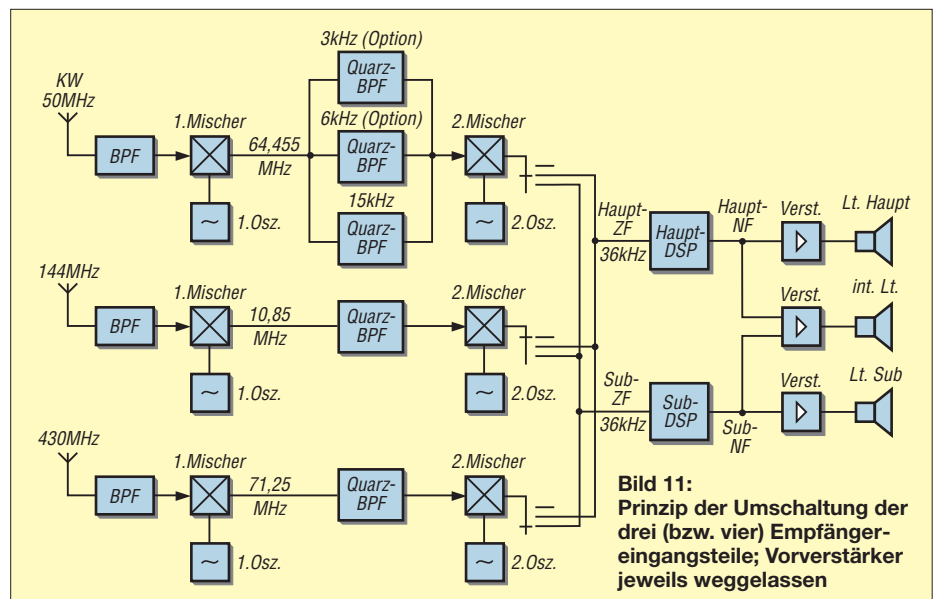 3kHz (Option)
KW
50MHz
Quarz-
BPF
1.Mischer
6kHz (Option)
2.Mischer
BPF
64,455
MHz
Quarz-
BPF
15kHz
~
1.Osz.
Quarz-
BPF
~
2.Osz.
Haupt-
ZF
36kHz
Haupt-
DSP
Haupt-
NF
Verst.
Lt. Haupt
144MHz
1.Mischer
2.Mischer
BPF
10,85
MHz
Quarz-
BPF
~
1.Osz.
~
2.Osz.
Verst.
int. Lt.
Sub-
ZF
36kHz
Sub-
DSP
Sub-
NF
Verst.
Lt. Sub
430MHz
1.Mischer
2.Mischer
BPF
71,25
MHz
Quarz-
BPF
~
1.Osz.
~
2.Osz.
Bild 11:
Prinzip der Umschaltung der
drei (bzw. vier) Empfänger-
eingangsteile; Vorverstärker
jeweils weggelassen